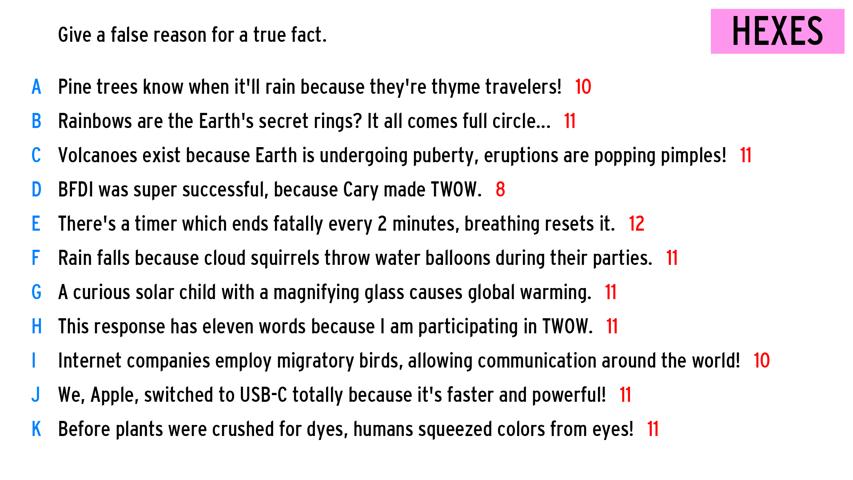 Give a false reason for a true fact.
HEXES
A Pine trees know when it'll rain because they're thyme travelers! 10
B Rainbows are the Earth's secret rings? It all comes full circle... 11
C Volcanoes exist because Earth is undergoing puberty, eruptions are popping pimples! 11
D BFDI was super successful, because Cary made TWOW. 8
E There's a timer which ends fatally every 2 minutes, breathing resets it. 12
F Rain falls because cloud squirrels throw water balloons during their parties. 11
G A curious solar child with a magnifying glass causes global warming. 11
H This response has eleven words because I am participating in TWOW. 11
I Internet companies employ migratory birds, allowing communication around the world! 10
J We, Apple, switched to USB-C totally because it's faster and powerful! 11
K Before plants were crushed for dyes, humans squeezed colors from eyes! 11